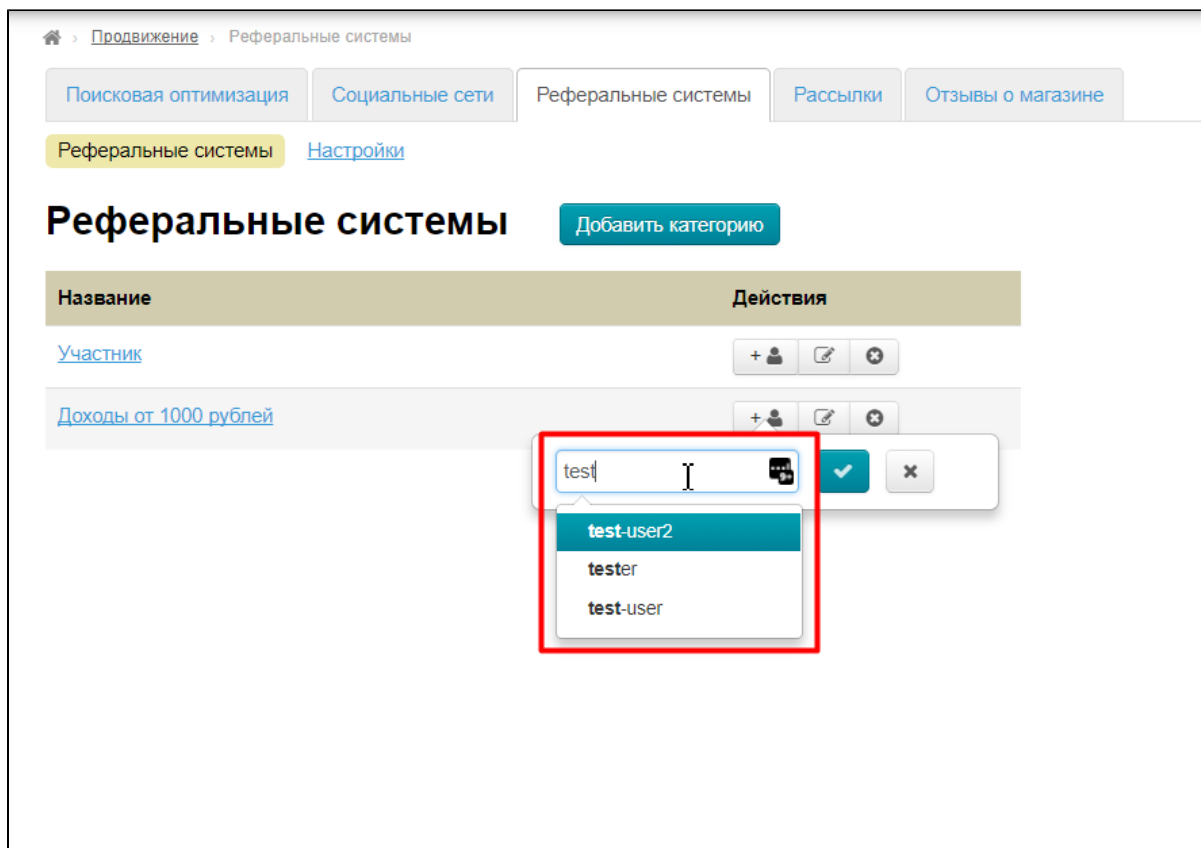 Продвижение › Реферальные системы
Поисковая оптимизация Социальные сети Реферальные системы Рассылки Отзывы о магазине
Реферальные системы Настройки
Реферальные системы Добавить категорию
Название Действия
Участник +
Доходы от 1000 рублей +
test 9+
test-user2
tester
test-user